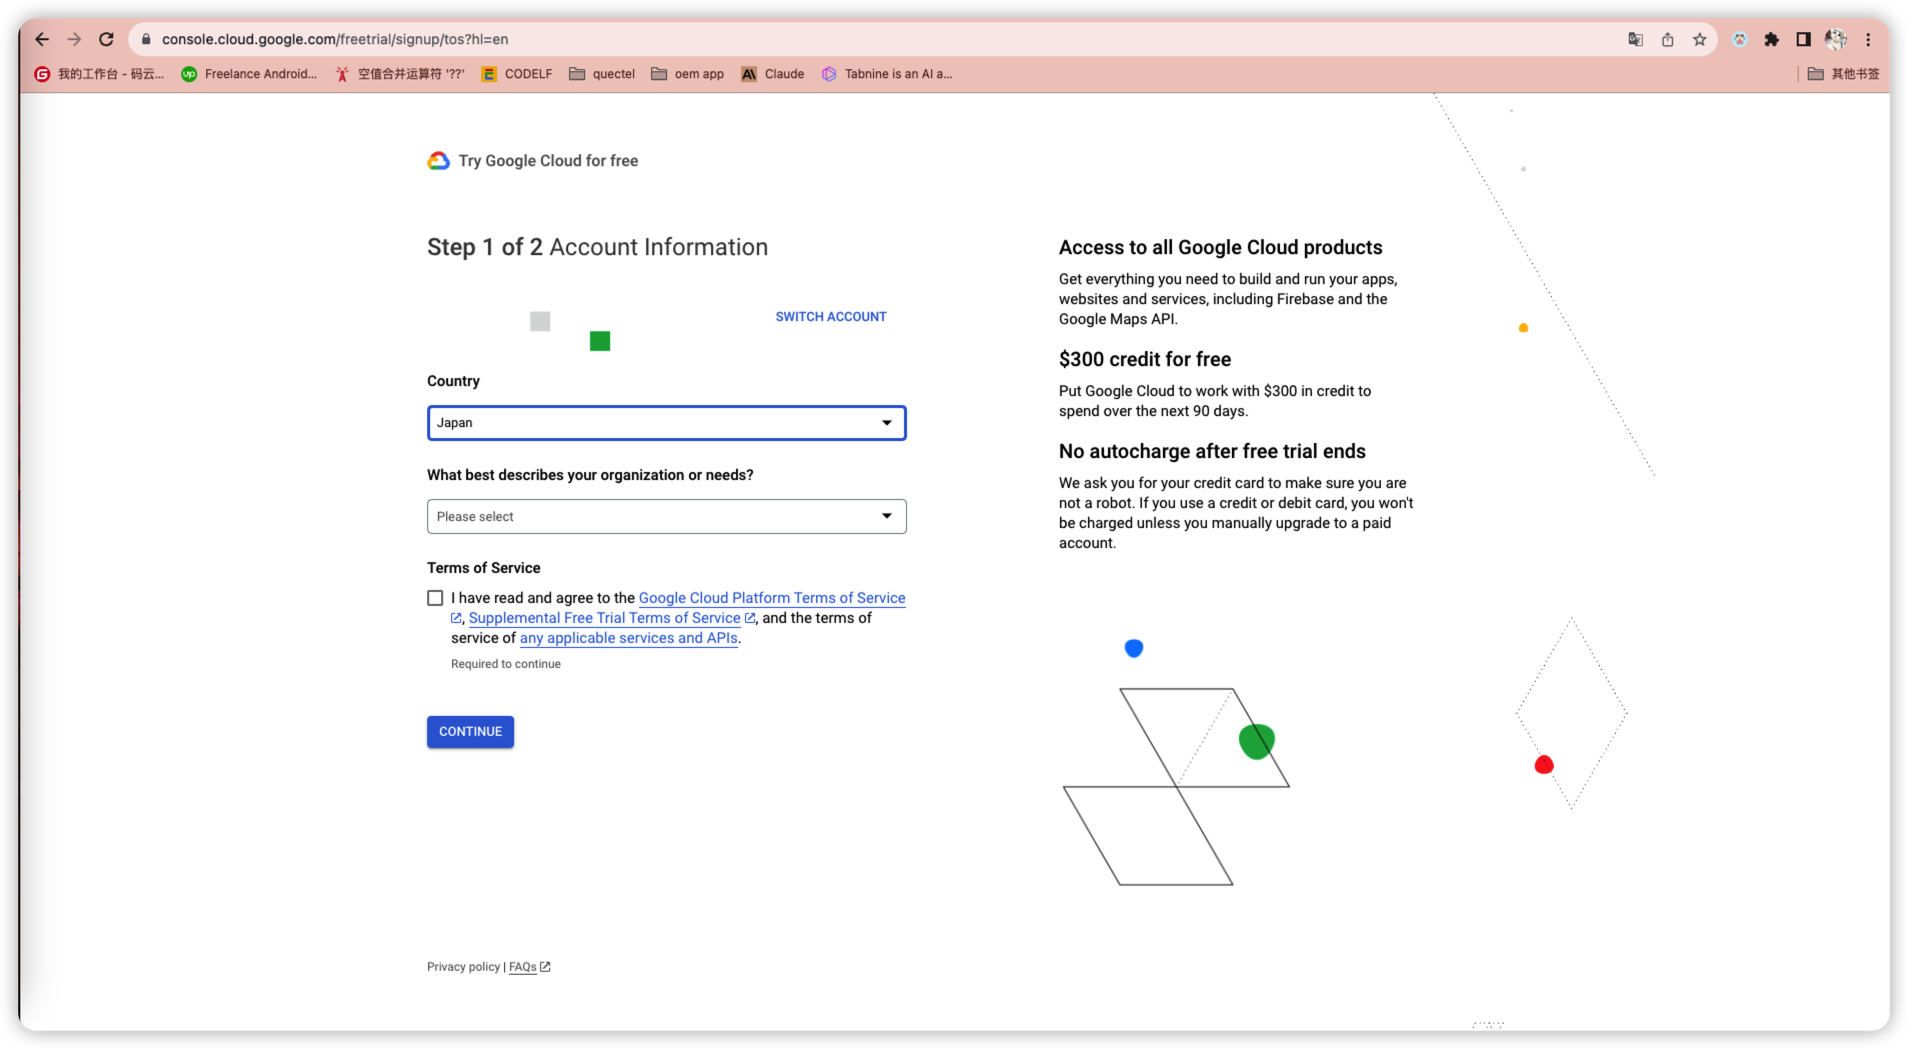 console.cloud.google.com/freetrial/signup/tos?hl=en
我的工作台 - 码云... Freelance Android... 空值合并运算符 '??' CODELF quectel oem app Claude Tabnine is an AI a... 其他书签
Try Google Cloud for free
Step 1 of 2 Account Information
SWITCH ACCOUNT
Country
Japan
What best describes your organization or needs?
Please select
Terms of Service
I have read and agree to the Google Cloud Platform Terms of Service
, Supplemental Free Trial Terms of Service , and the terms of
service of any applicable services and APIs.
Required to continue
CONTINUE
Privacy policy | FAQs
Access to all Google Cloud products
Get everything you need to build and run your apps,
websites and services, including Firebase and the
Google Maps API.
$300 credit for free
Put Google Cloud to work with $300 in credit to
spend over the next 90 days.
No autocharge after free trial ends
We ask you for your credit card to make sure you are
not a robot. If you use a credit or debit card, you won't
be charged unless you manually upgrade to a paid
account.